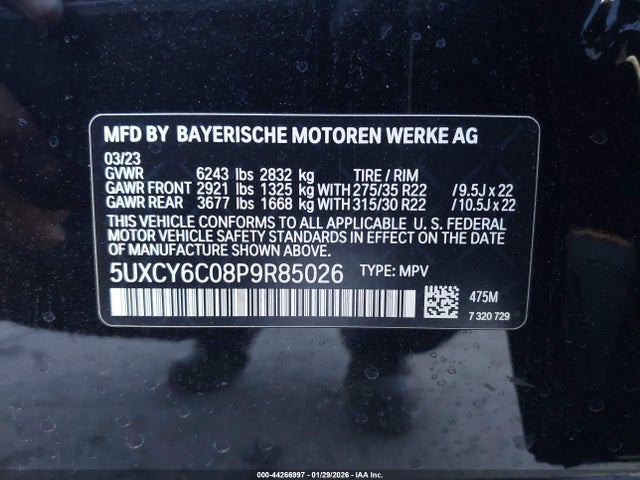 MFD BY BAYERISCHE MOTOREN WERKE AG
03/23
GVWR 6243 lbs 2832 kg TIRE / RIM
GAWR FRONT 2921 lbs 1325 kg WITH 275/35 R22 / 9.5J x 22
GAWR REAR 3677 lbs 1668 kg WITH 315/30 R22 / 10.5J x 22
THIS VEHICLE CONFORMS TO ALL APPLICABLE U. S. FEDERAL
MOTOR VEHICLE SAFETY STANDARDS IN EFFECT ON THE DATE
OF MANUFACTURE SHOWN ABOVE.
5UXCY6C08P9R85026 TYPE: MPV
475M
7 320 729
000-44266997 - 01/29/2026 - IAA Inc.